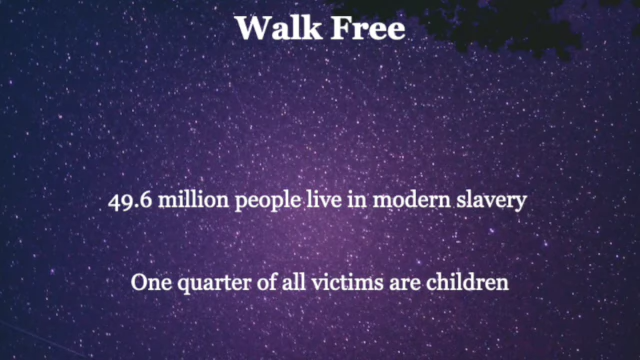 Walk Free
49.6 million people live in modern slavery
One quarter of all victims are children